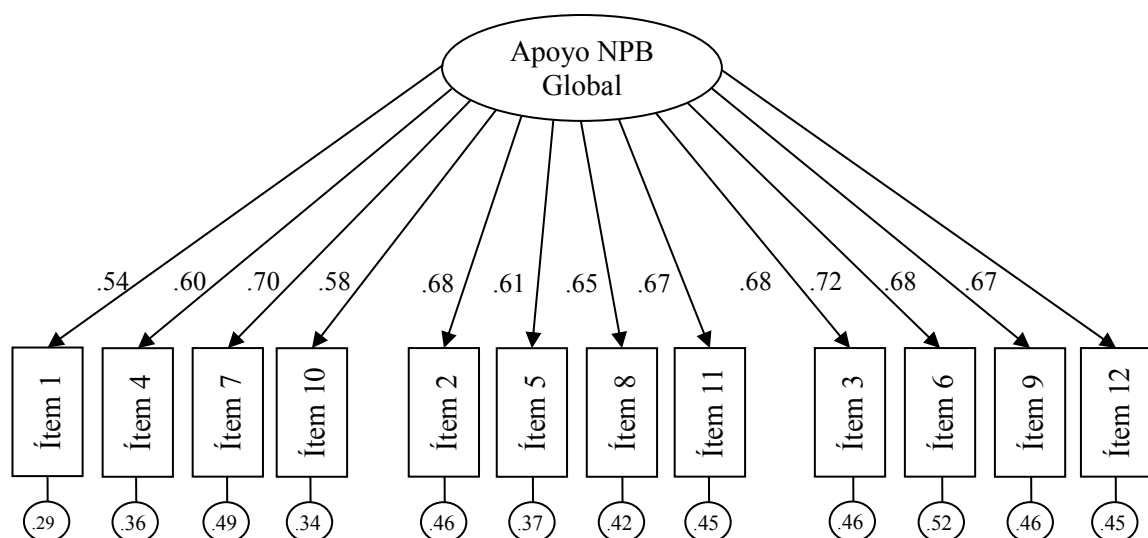 Apoyo NPB
Global
.54 .60 .70 .58 .68 .61 .65 .67 .68 .72 .68 .67
Ítem 1
Ítem 4
Ítem 7
Ítem 10
Ítem 2
Ítem 5
Ítem 8
Ítem 11
Ítem 3
Ítem 6
Ítem 9
Ítem 12
.29 .36 .49 .34 .46 .37 .42 .45 .46 .52 .46 .45